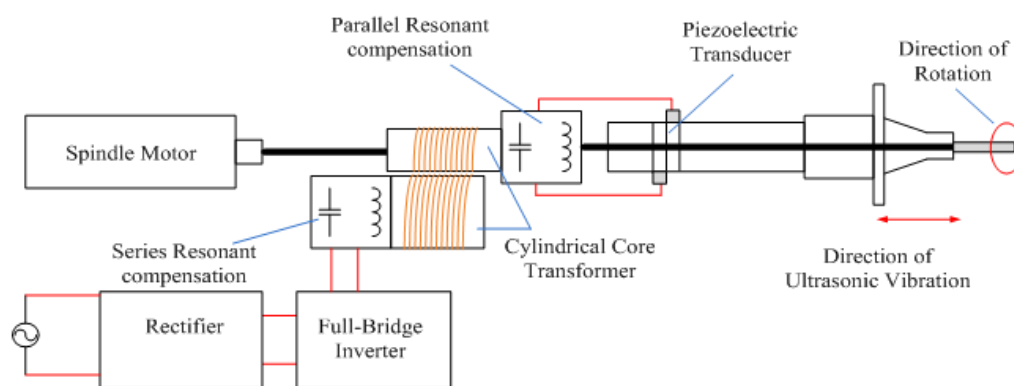 Parallel Resonant
compensation
Piezoelectric
Transducer
Direction of
Rotation
Spindle Motor
Series Resonant
compensation
Cylindrical Core
Transformer
Direction of
Ultrasonic Vibration
Rectifier
Full-Bridge
Inverter